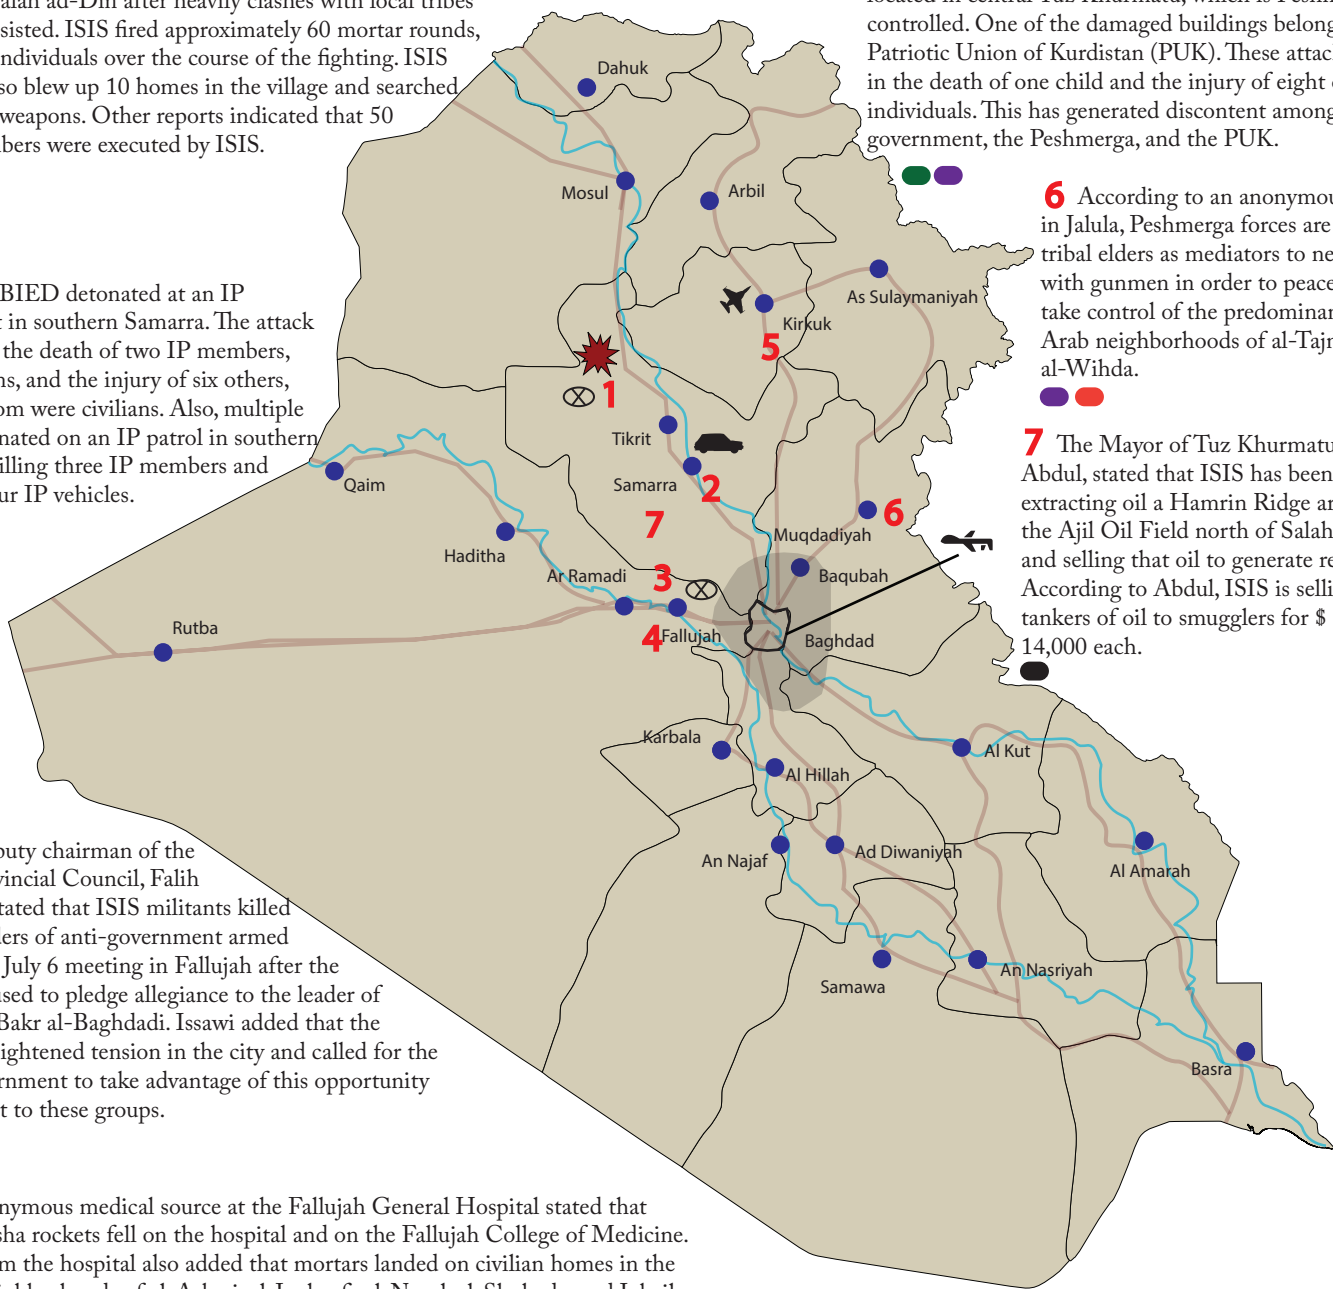 alah ad-Din after heavily clashes with local tribes
sisted. ISIS fired approximately 60 mortar rounds,
individuals over the course of the fighting. ISIS
so blew up 10 homes in the village and searched
weapons. Other reports indicated that 50
bers were executed by ISIS.
controlled. One of the damaged buildings belong
Patriotic Union of Kurdistan (PUK). These attac
in the death of one child and the injury of eight
individuals. This has generated discontent among
government, the Peshmerga, and the PUK.
6 According to an anonymou
in Jalula, Peshmerga forces are
tribal elders as mediators to ne
with gunmen in order to peace
take control of the predominan
Arab neighborhoods of al-Tajn
al-Wihda.
7 The Mayor of Tuz Khurmatu
Abdul, stated that ISIS has been
extracting oil a Hamrin Ridge an
the Ajil Oil Field north of Salah
and selling that oil to generate re
According to Abdul, ISIS is selli
tankers of oil to smugglers for $
14,000 each.
BIED detonated at an IP
t in southern Samarra. The attack
the death of two IP members,
ns, and the injury of six others,
om were civilians. Also, multiple
nated on an IP patrol in southern
illing three IP members and
ur IP vehicles.
Dahuk
Mosul
Arbil
As Sulaymaniyah
Kirkuk
5
1
Tikrit
Samarra
2
Qaim
7
6
Muqdadiyah
Haditha
Ar Ramadi
3
Baqubah
Rutba
4
Fallujah
Baghdad
Karbala
Al Kut
Al Hillah
An Najaf
Ad Diwaniyah
Al Amarah
Samawa
An Nasriyah
Basra
puty chairman of the
vincial Council, Falih
tated that ISIS militants killed
ders of anti-government armed
July 6 meeting in Fallujah after the
used to pledge allegiance to the leader of
Bakr al-Baghdadi. Issawi added that the
ightened tension in the city and called for the
rnment to take advantage of this opportunity
t to these groups.
nymous medical source at the Fallujah General Hospital stated that
sha rockets fell on the hospital and on the Fallujah College of Medicine.
m the hospital also added that mortars landed on civilian homes in the